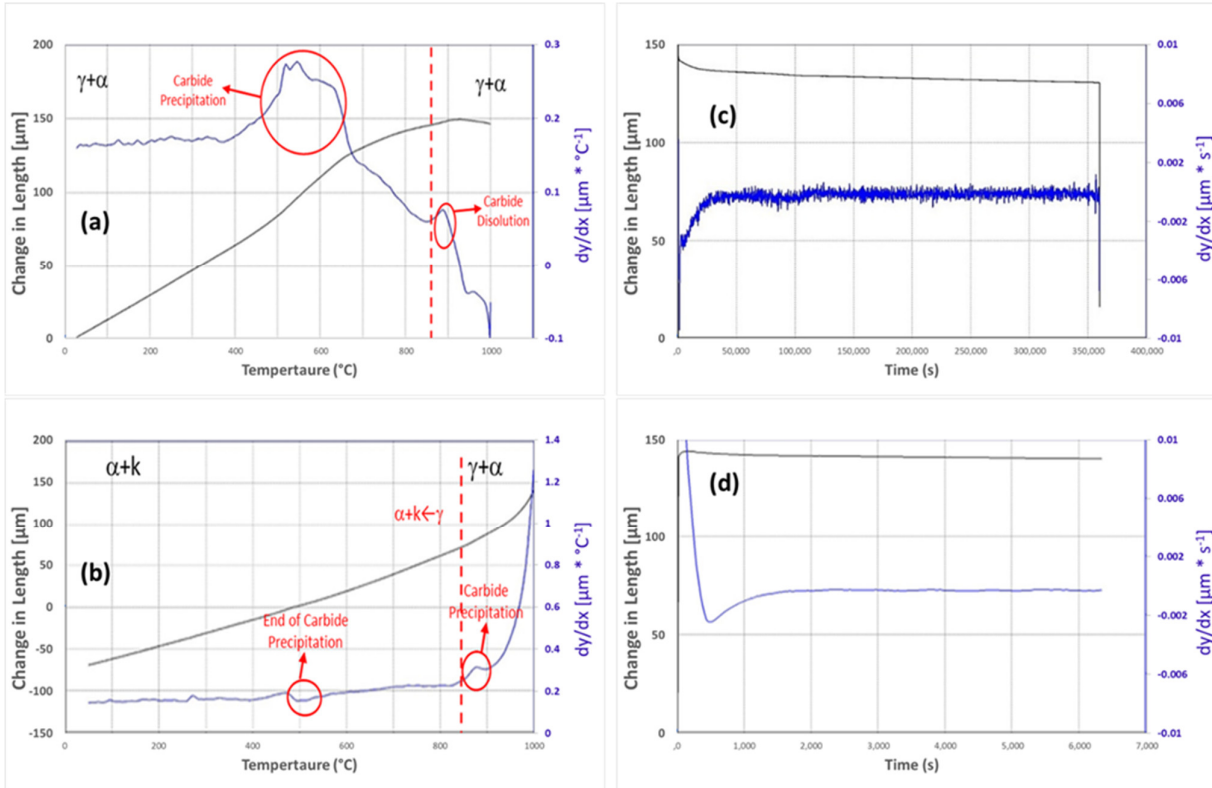 200
150
100
50
0
Change in Length [µm]
γ+α
Carbide
Precipitation
(a)
γ+α
Carbide
Disolution
0.3
0.2
0.1
0
-0.1
dy/dx [µm * °C-1]
0
200
400
600
800
1000
Tempertaure (°C)
150
100
50
0
Change in Length [µm]
(c)
0.01
0.006
0.002
-0.002
-0.006
-0.01
dy/dx [µm * s-1]
,0
50,000
100,000
150,000
200,000
250,000
300,000
350,000
400,000
Time (s)
200
150
100
50
0
-50
-100
-150
Change in Length [µm]
α+k
γ+α
α+k←γ
(b)
End of Carbide
Precipitation
Carbide
Precipitation
1.4
1.2
1
0.8
0.6
0.4
0.2
0
dy/dx [µm * °C-1]
0
200
400
600
800
1000
Tempertaure (°C)
150
100
50
0
Change in Length [µm]
(d)
0.01
0.006
0.002
-0.002
-0.006
-0.01
dy/dx [µm * s-1]
,0
1,000
2,000
3,000
4,000
5,000
6,000
7,000
Time (s)